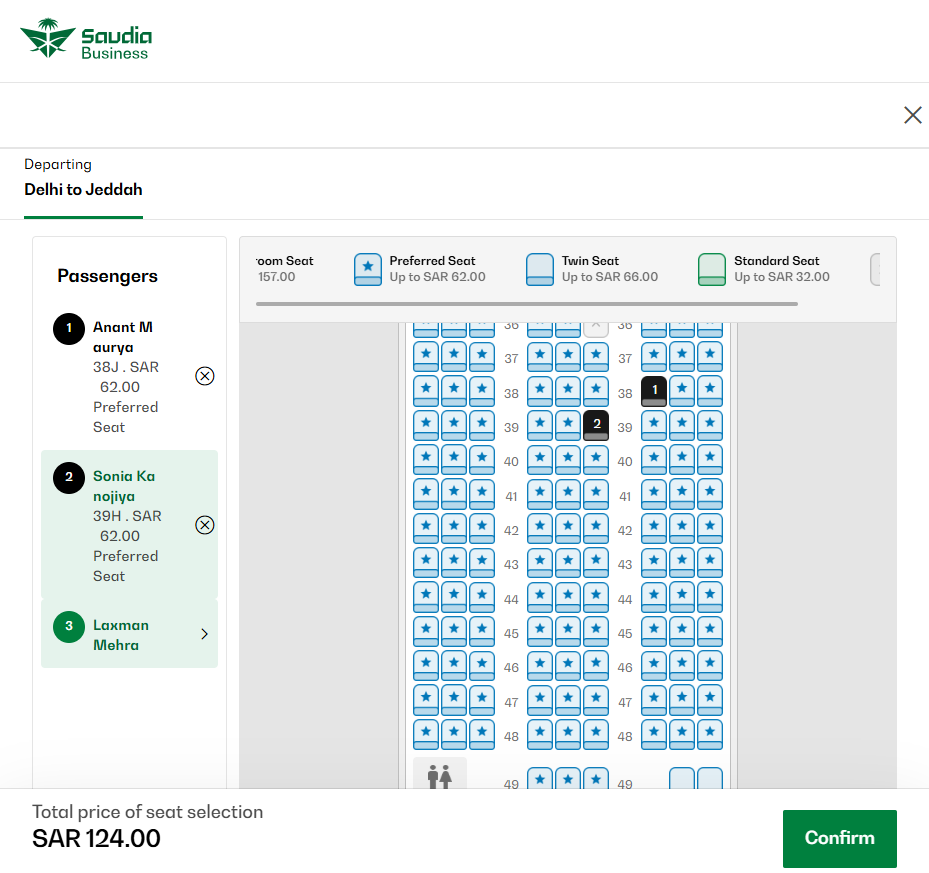 Saudia
Business
Departing
Delhi to Jeddah
Passengers
1 Anant M
aurya
38J . SAR
62.00
Preferred
Seat
2 Sonia Ka
nojiya
39H . SAR
62.00
Preferred
Seat
3 Laxman
Mehra
room Seat
157.00
Preferred Seat
Up to SAR 62.00
Twin Seat
Up to SAR 66.00
Standard Seat
Up to SAR 32.00
36 36
37 37
38 38 1
39 2 39
40 40
41 41
42 42
43 43
44 44
45 45
46 46
47 47
48 48
49 49
Total price of seat selection
SAR 124.00
Confirm